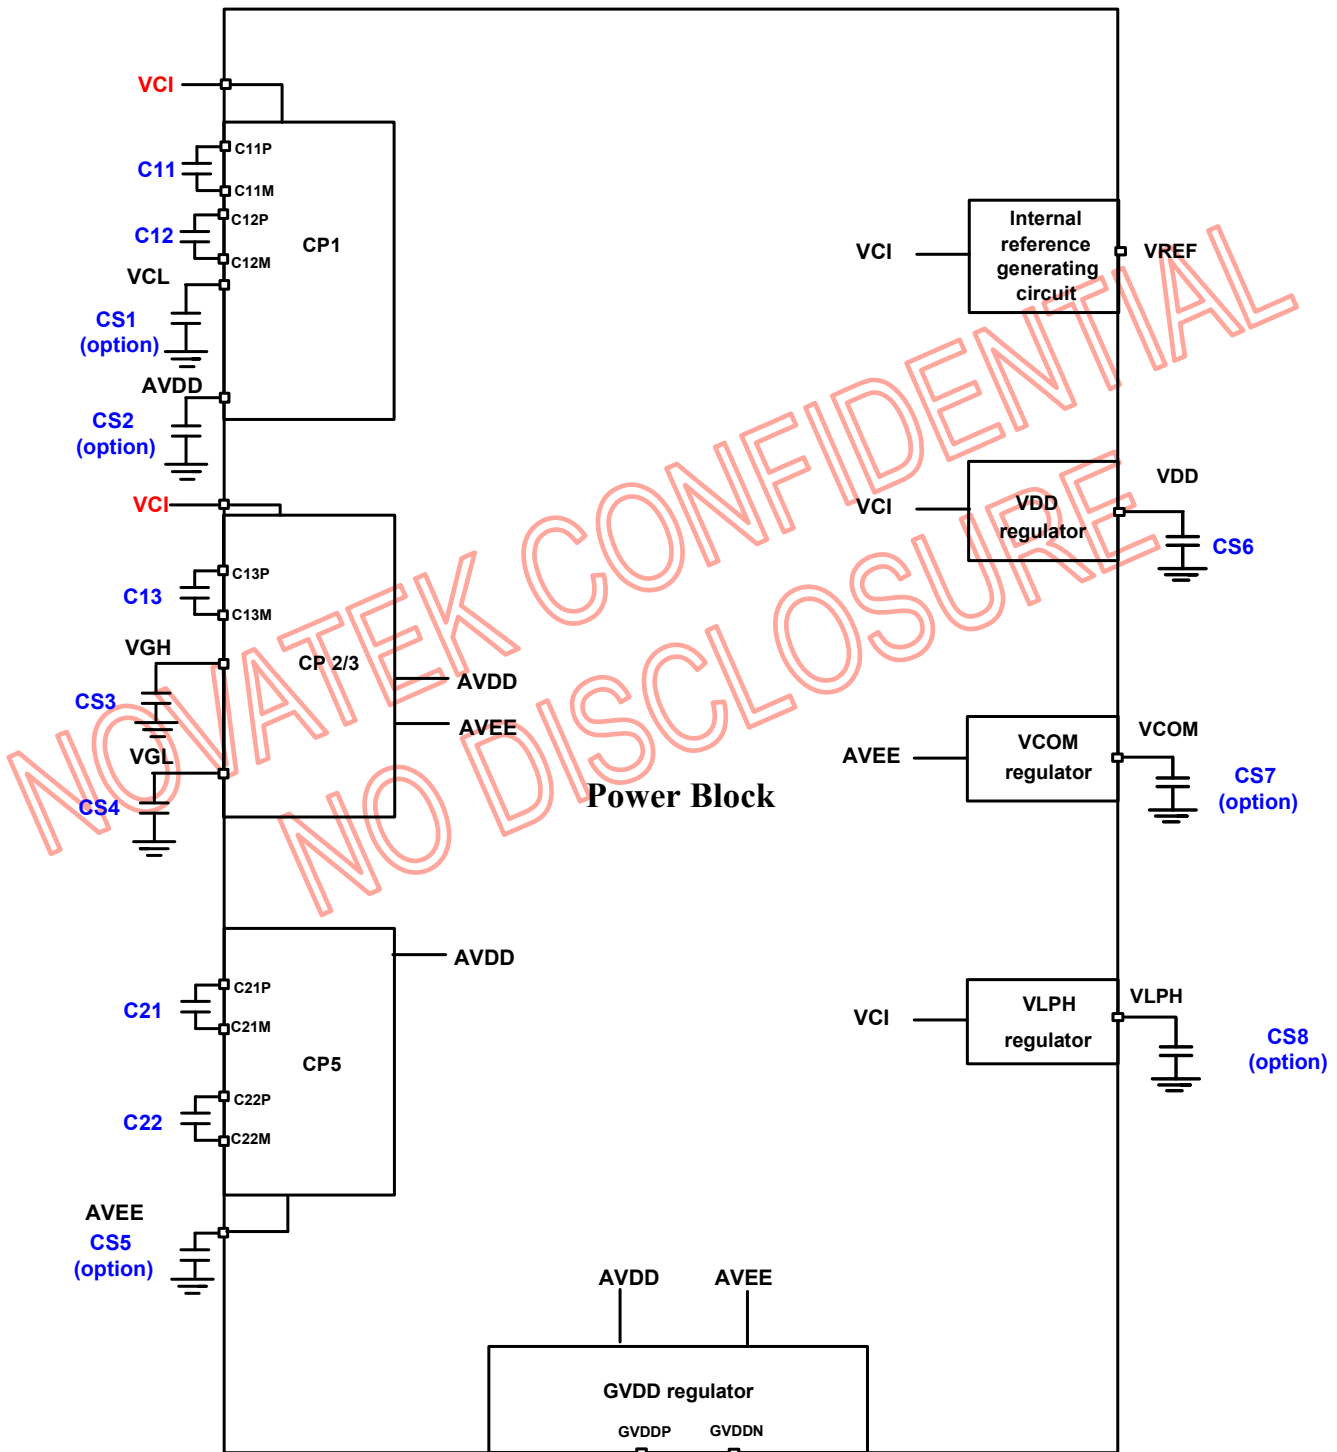 VCI
C11P
C11
C11M
C12P
C12
C12M
CP1
VCL
CS1
(option)
AVDD
CS2
(option)
VCI
C13P
C13
C13M
VGH
CP 2/3
AVDD
CS3
AVEE
VGL
CS4
AVDD
C21P
C21
C21M
CP5
C22P
C22
C22M
AVEE
CS5
(option)
Internal
reference
generating
circuit
VCI
VREF
VDD
VCI
VDD
regulator
CS6
VCOM
AVEE
VCOM
regulator
CS7
(option)
Power Block
VLPH
VCI
VLPH
regulator
CS8
(option)
AVDD
AVEE
GVDD regulator
GVDDP
GVDDN
NOVATEK CONFIDENTIAL
NO DISCLOSURE